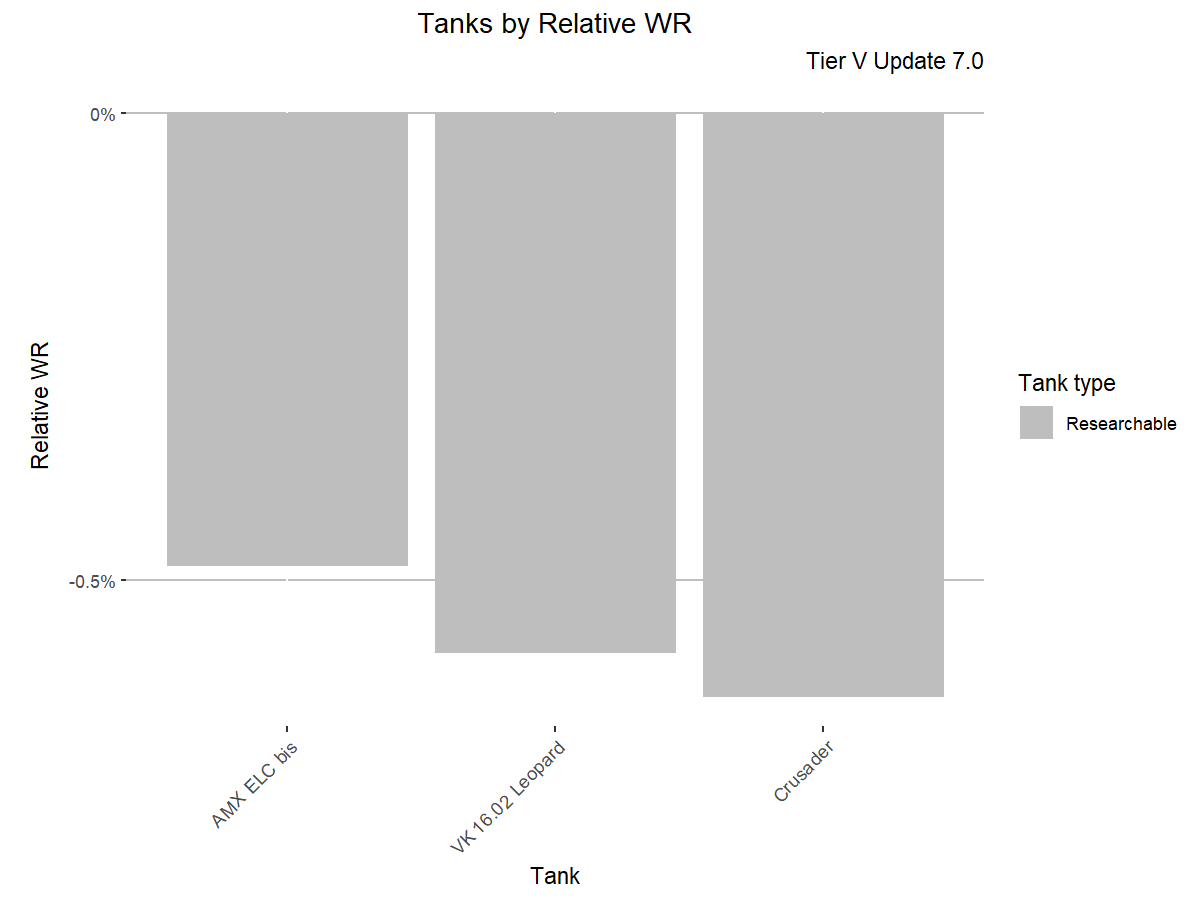 Tanks by Relative WR
Tier V Update 7.0
0%
-0.5%
Relative WR
AMX ELC bis
VK 16.02 Leopard
Crusader
Tank
Tank type
Researchable